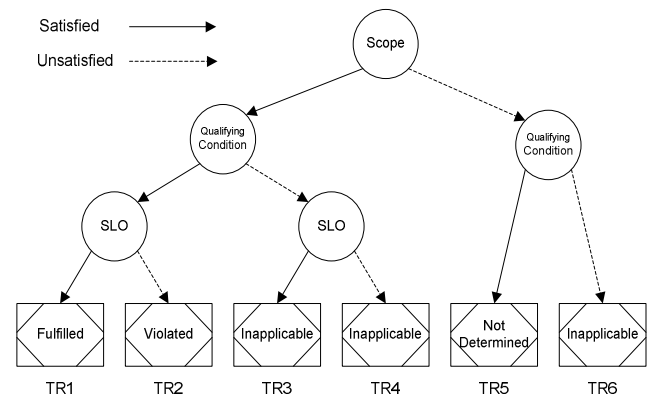 Satisfied
Unsatisfied
Scope
Qualifying
Condition
Qualifying
Condition
SLO
SLO
Fulfilled
Violated
Inapplicable
Inapplicable
Not
Determined
Inapplicable
TR1
TR2
TR3
TR4
TR5
TR6